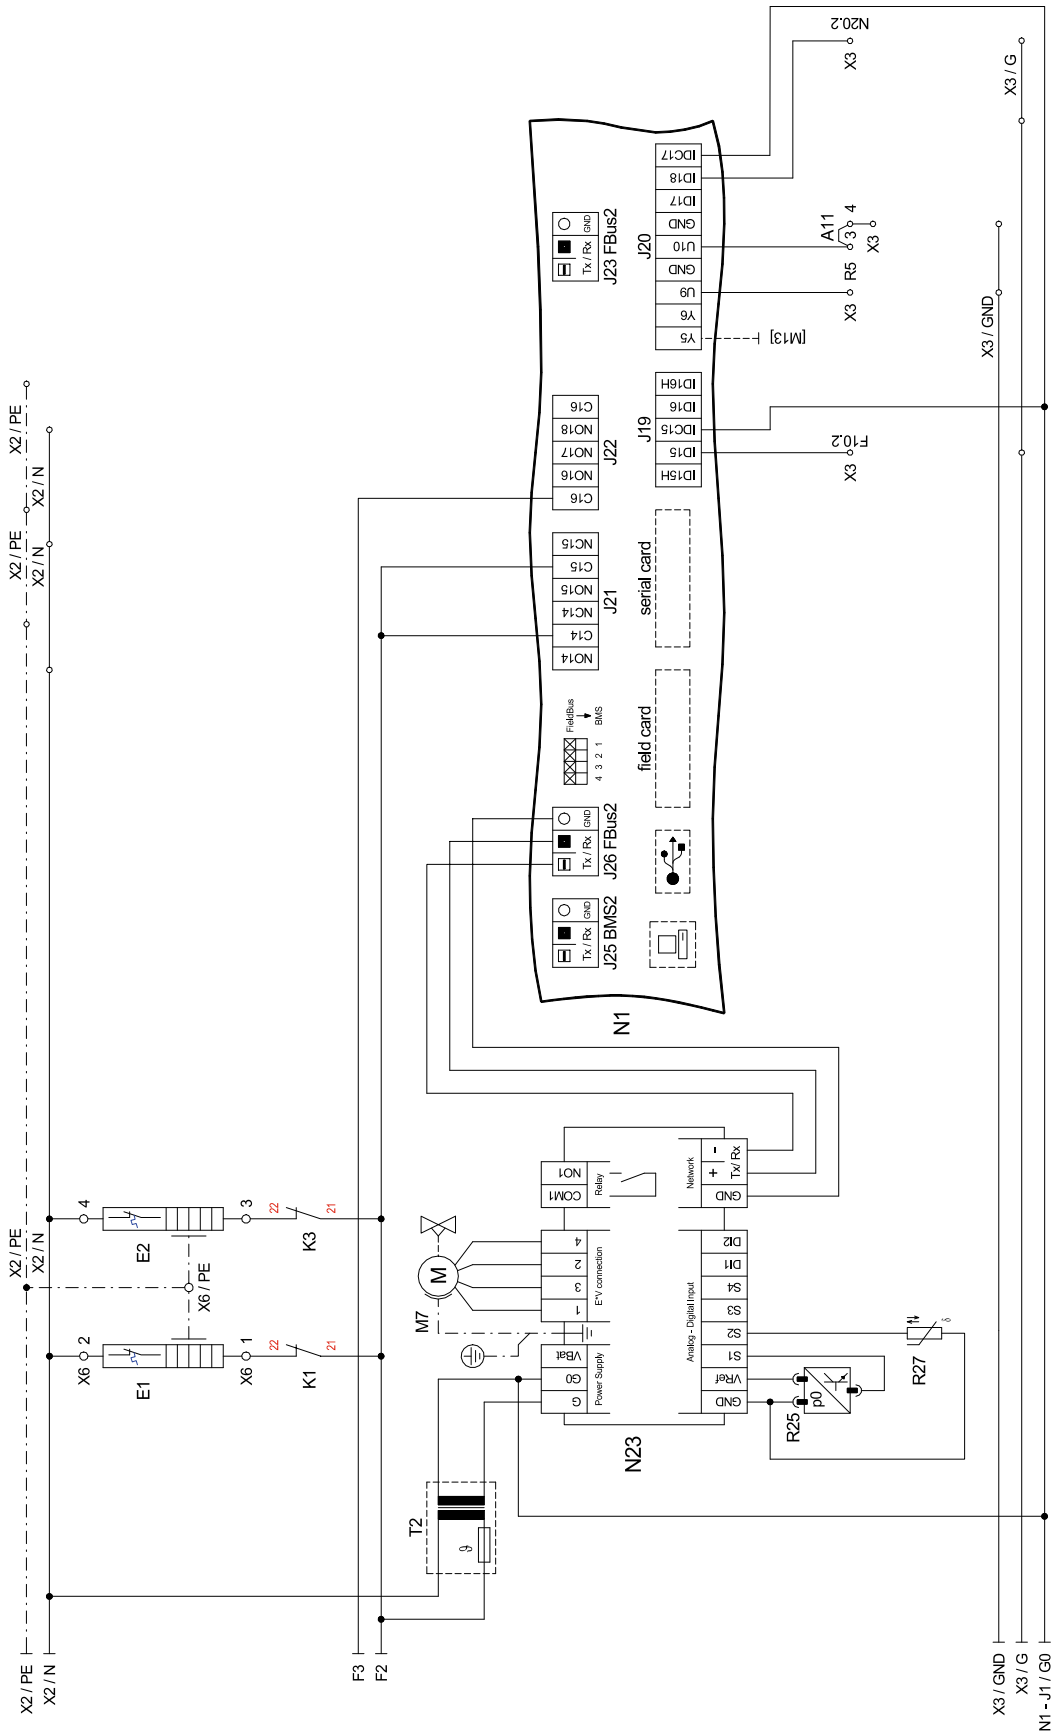 X2 / PE
X2 / N
F3
F2
X3 / GND
X3 / G
N1 - J1 / G0
X2 / PE
X2 / N
X2 / PE
X2 / N
X2 / N
X2 / PE
X6 / PE
X6
2
E1
X6
1
22
21
K1
4
E2
3
22
21
K3
T2
ϑ
N23
G
G0
VBat
Power Supply
1
3
2
4
E*V connection
COM1
NO1
Relay
GND
VRef
S1
S2
S3
S4
DI1
DI2
Analog - Digital Input
GND
+
-
Tx/ Rx
Network
M7
M
R25
p0
R27
δ
N1
Tx / Rx
GND
J25 BMS2
Tx / Rx
GND
J26 FBus2
4 3 2 1
FieldBus
BMS
field card
serial card
NO14
C14
NC14
NO15
C15
NC15
J21
C16
NO16
NO17
NO18
C16
J22
Tx / Rx
GND
J23 FBus2
ID15H
ID15
IDC15
ID16
ID16H
J19
Y5
Y6
U9
GND
U10
GND
ID17
ID18
IDC17
J20
[M13]
X3
F10.2
X3
R5
A11
3
4
X3
X3
N20.2
X3 / GND
X3 / G